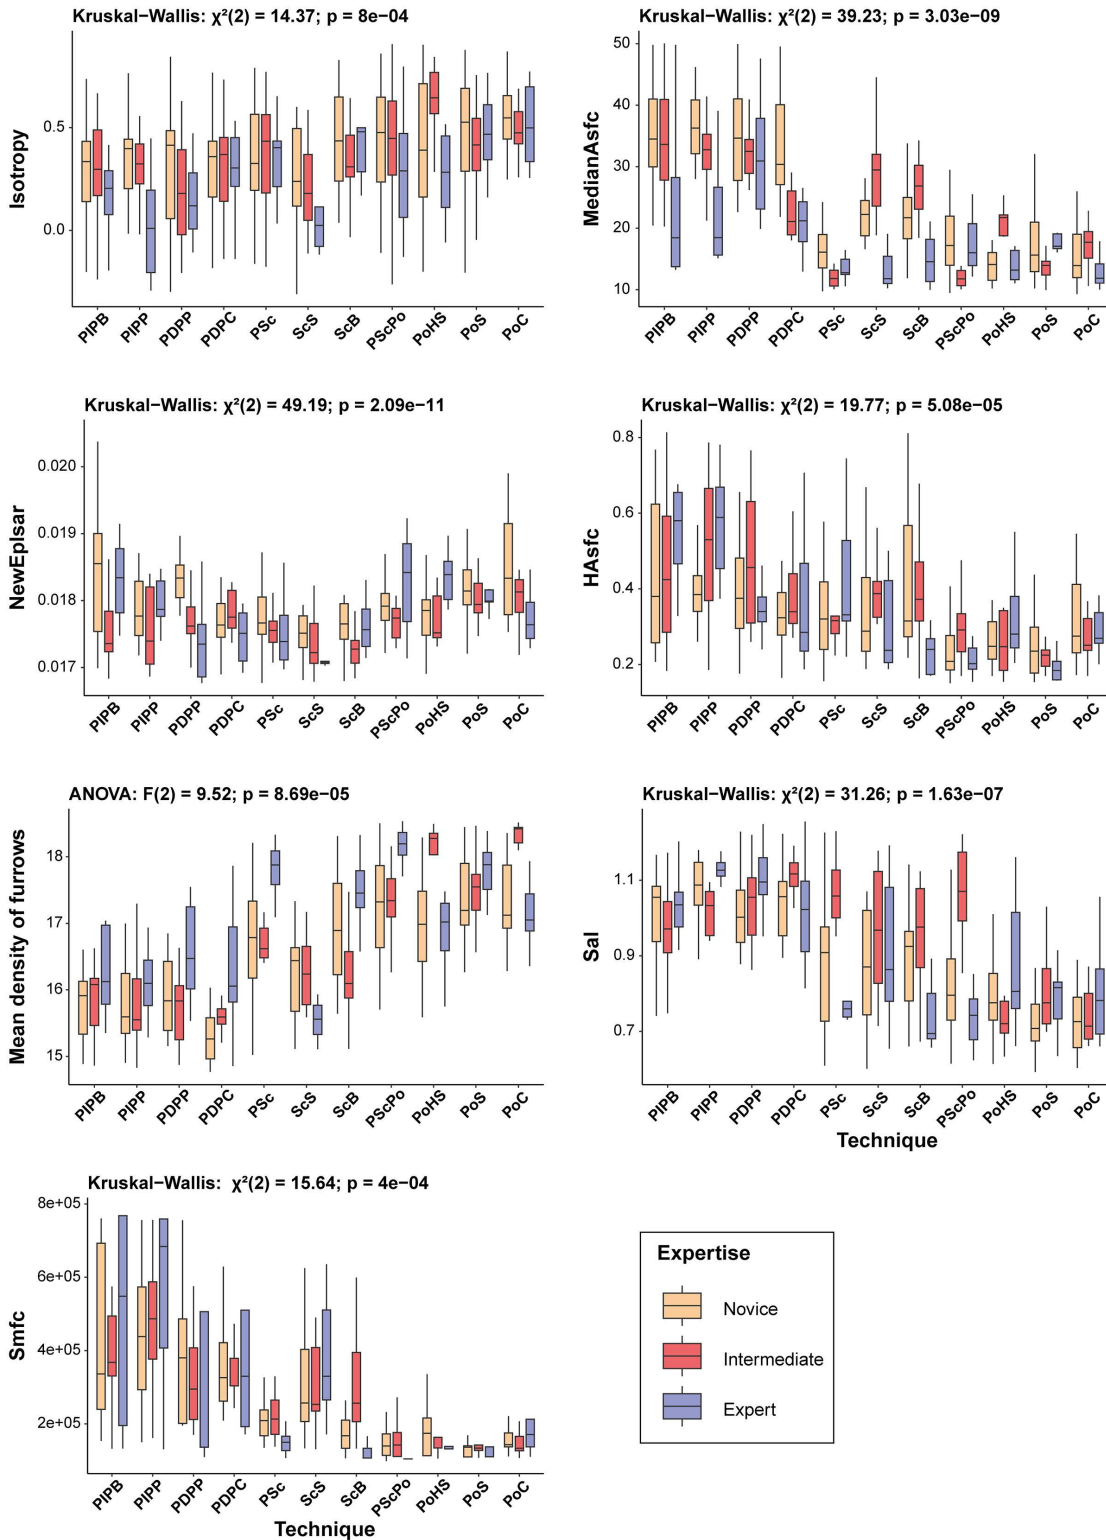 Kruskal−Wallis: χ²(2) = 14.37; p = 8e−04
Isotropy
0.5
0.0
PIPB PIPP PDPP PDPC PSc ScS ScB PScPo PoHS PoS PoC
Kruskal−Wallis: χ²(2) = 39.23; p = 3.03e−09
MedianAsfc
50
40
30
20
10
PIPB PIPP PDPP PDPC PSc ScS ScB PScPo PoHS PoS PoC
Kruskal−Wallis: χ²(2) = 49.19; p = 2.09e−11
NewEplsar
0.020
0.019
0.018
0.017
PIPB PIPP PDPP PDPC PSc ScS ScB PScPo PoHS PoS PoC
Kruskal−Wallis: χ²(2) = 19.77; p = 5.08e−05
HAsfc
0.8
0.6
0.4
0.2
PIPB PIPP PDPP PDPC PSc ScS ScB PScPo PoHS PoS PoC
ANOVA: F(2) = 9.52; p = 8.69e−05
Mean density of furrows
18
17
16
15
PIPB PIPP PDPP PDPC PSc ScS ScB PScPo PoHS PoS PoC
Kruskal−Wallis: χ²(2) = 31.26; p = 1.63e−07
Sal
1.1
0.9
0.7
PIPB PIPP PDPP PDPC PSc ScS ScB PScPo PoHS PoS PoC
Technique
Kruskal−Wallis: χ²(2) = 15.64; p = 4e−04
Smfc
8e+05
6e+05
4e+05
2e+05
PIPB PIPP PDPP PDPC PSc ScS ScB PScPo PoHS PoS PoC
Technique
Expertise
Novice
Intermediate
Expert